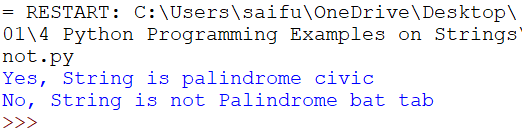 = RESTART: C:\Users\saifu\OneDrive\Desktop\
01\4 Python Programming Examples on Strings\
not.py
Yes, String is palindrome civic
No, String is not Palindrome bat tab
>>>